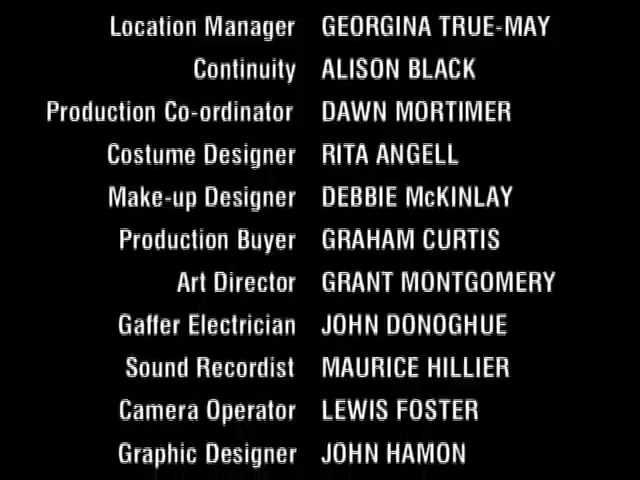 Location Manager GEORGINA TRUE-MAY
Continuity ALISON BLACK
Production Co-ordinator DAWN MORTIMER
Costume Designer RITA ANGELL
Make-up Designer DEBBIE McKINLAY
Production Buyer GRAHAM CURTIS
Art Director GRANT MONTGOMERY
Gaffer Electrician JOHN DONOGHUE
Sound Recordist MAURICE HILLIER
Camera Operator LEWIS FOSTER
Graphic Designer JOHN HAMON